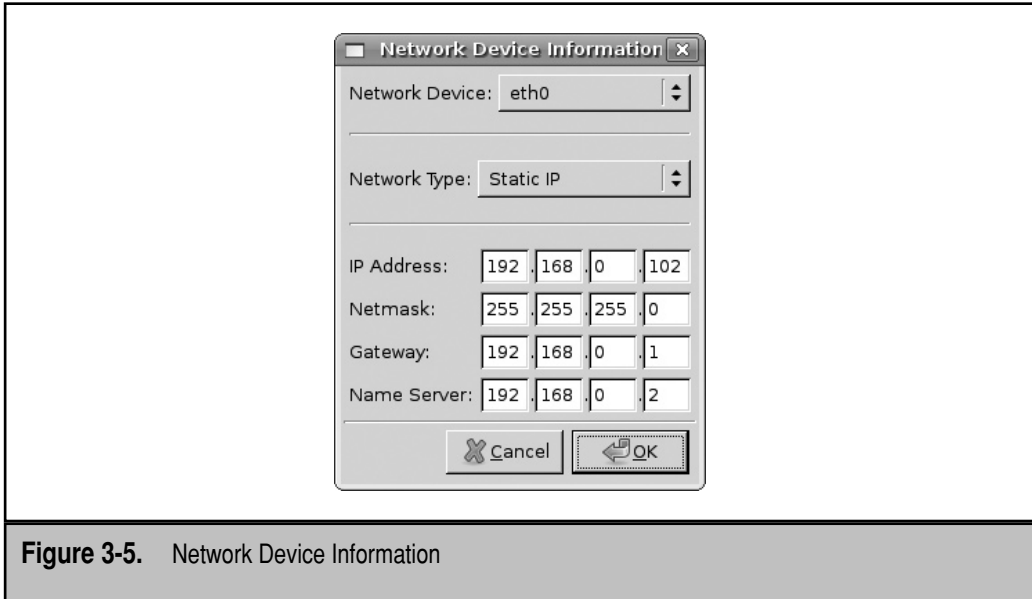 Network Device Information
Network Device: eth0
Network Type: Static IP
IP Address: 192 . 168 . 0 . 102
Netmask: 255 . 255 . 255 . 0
Gateway: 192 . 168 . 0 . 1
Name Server: 192 . 168 . 0 . 2
Cancel OK
Figure 3-5. Network Device Information